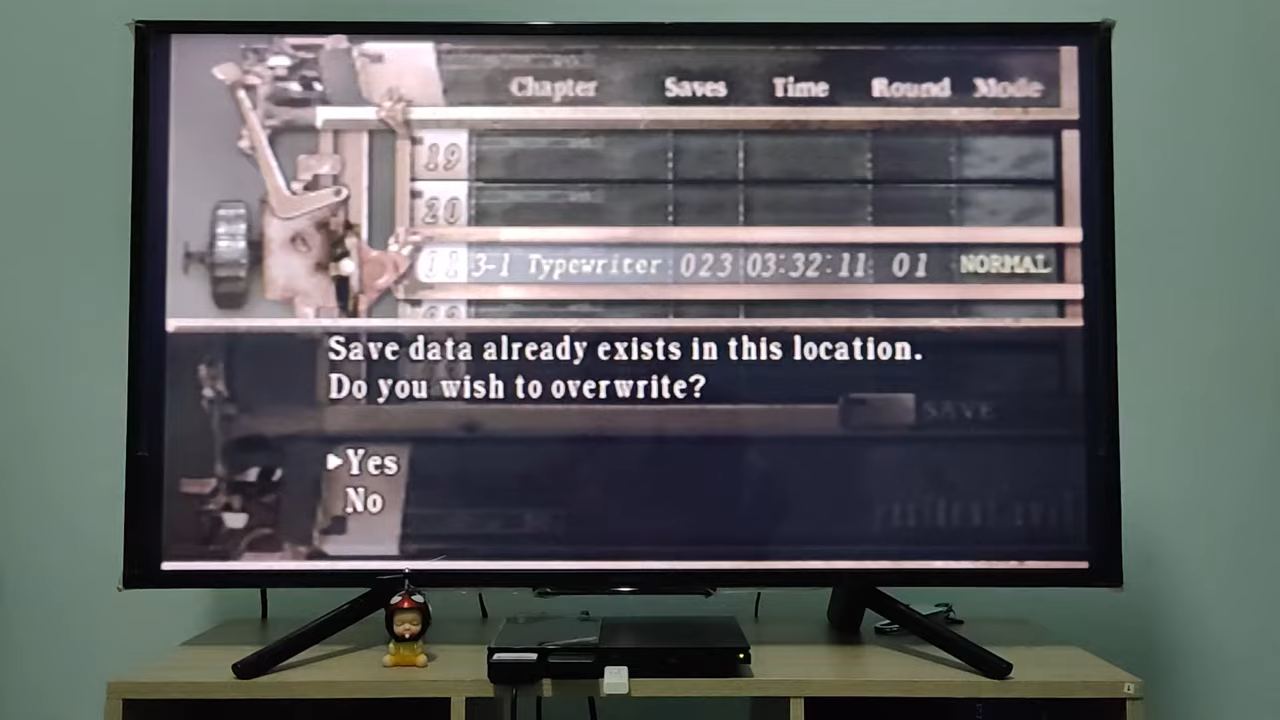 Chapter Saves Time Round Mode
19
20
01 3-1 Typewriter 023 03:32:11 01 NORMAL
Save data already exists in this location.
Do you wish to overwrite?
SAVE
Yes
No